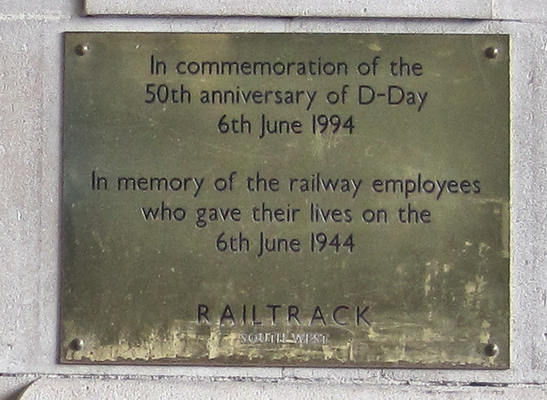 In commemoration of the
50th anniversary of D-Day
6th June 1994
In memory of the railway employees
who gave their lives on the
6th June 1944
RAILTRACK
SOUTH WEST